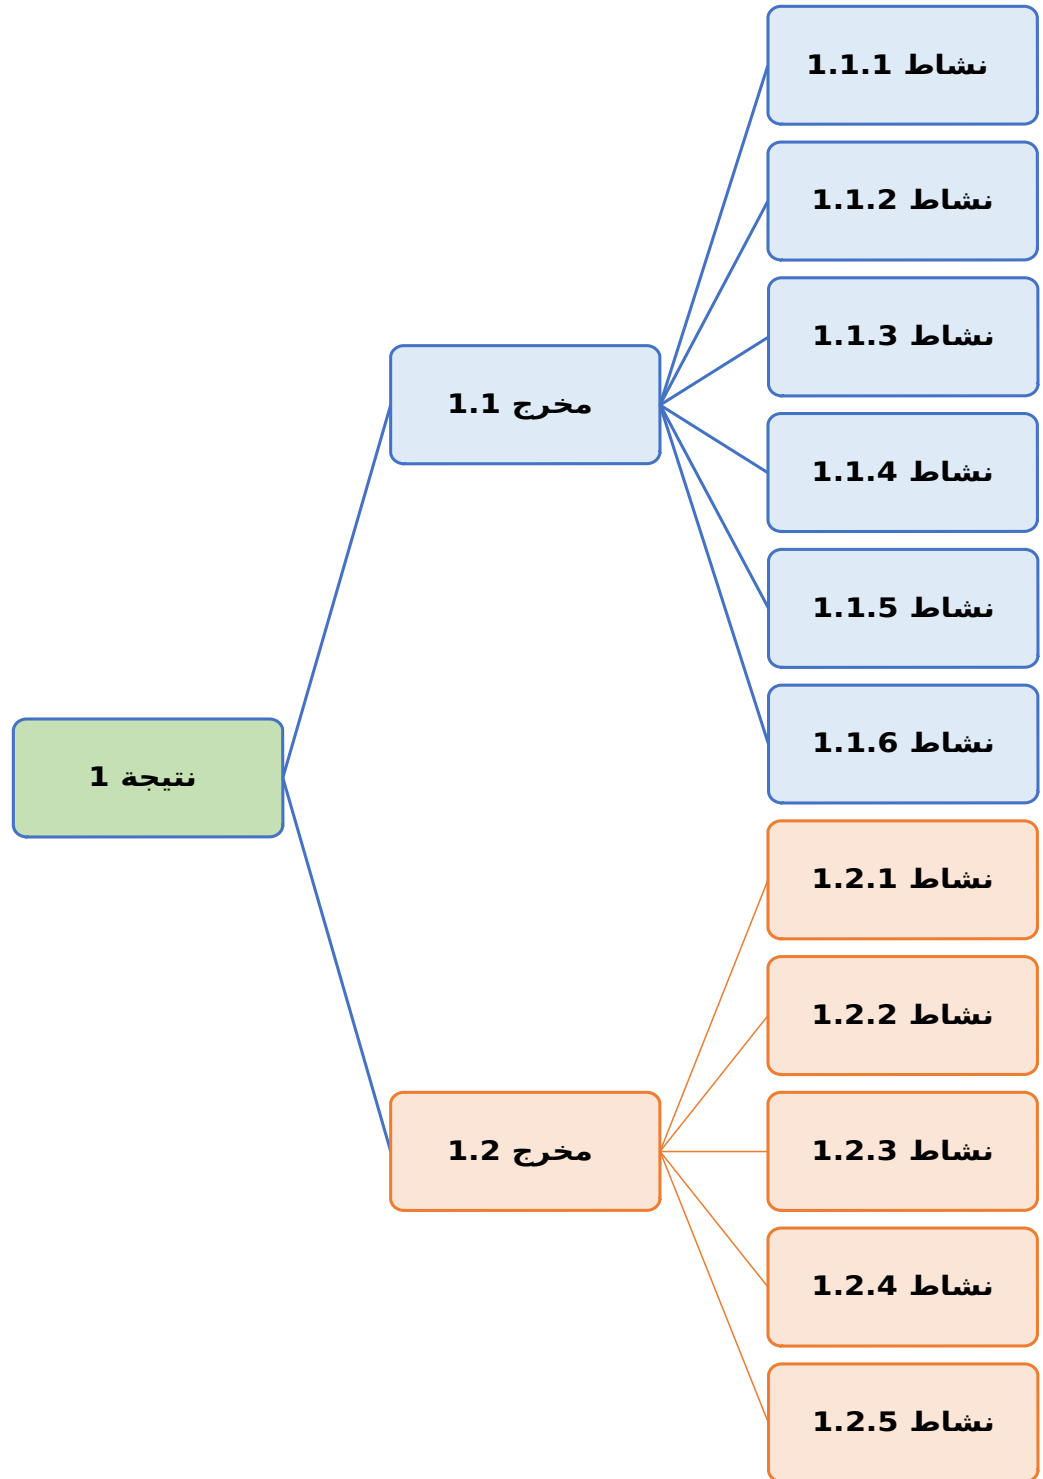 نشاط 1.1.1
نشاط 1.1.2
نشاط 1.1.3
مخرج 1.1
نشاط 1.1.4
نشاط 1.1.5
نشاط 1.1.6
نتيجة 1
نشاط 1.2.1
نشاط 1.2.2
نشاط 1.2.3
مخرج 1.2
نشاط 1.2.4
نشاط 1.2.5